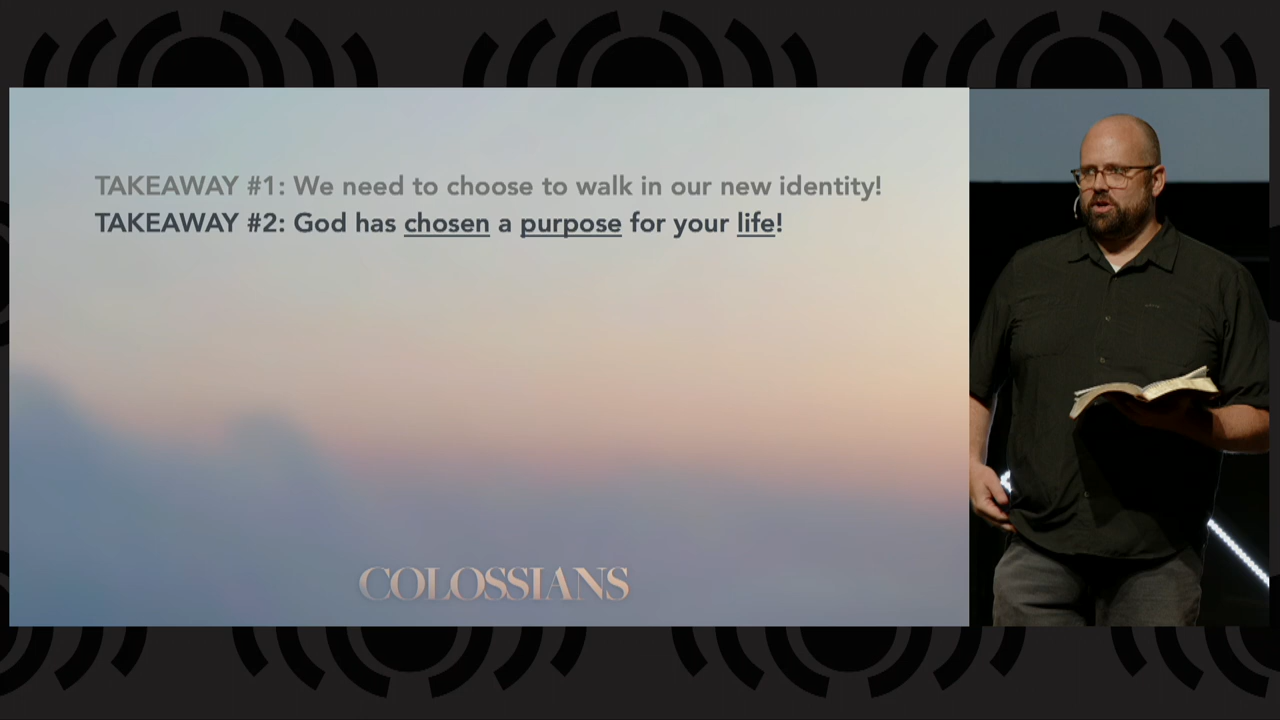 TAKEAWAY #1: We need to choose to walk in our new identity!
TAKEAWAY #2: God has chosen a purpose for your life!
COLOSSIANS